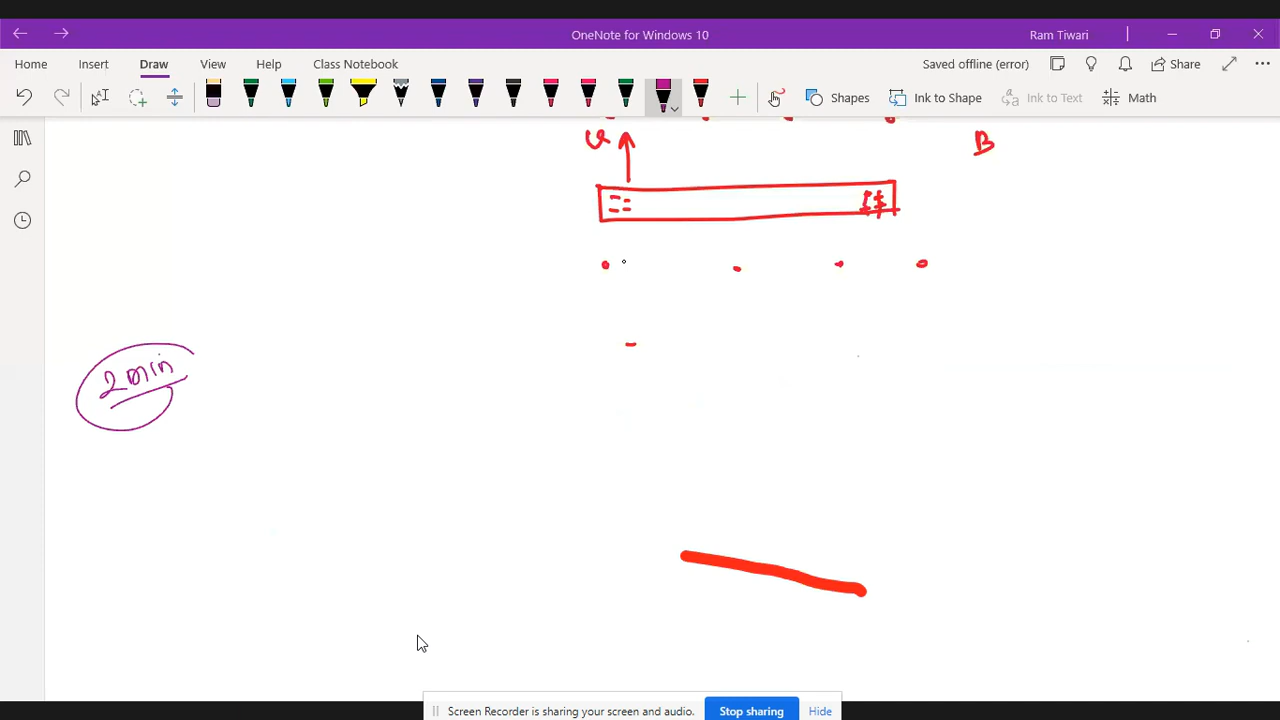 OneNote for Windows 10
Ram Tiwari
Home Insert Draw View Help Class Notebook
Saved offline (error)
Share
Shapes
Ink to Shape
Ink to Text
Math
B
2 min
Screen Recorder is sharing your screen and audio.
Stop sharing
Hide